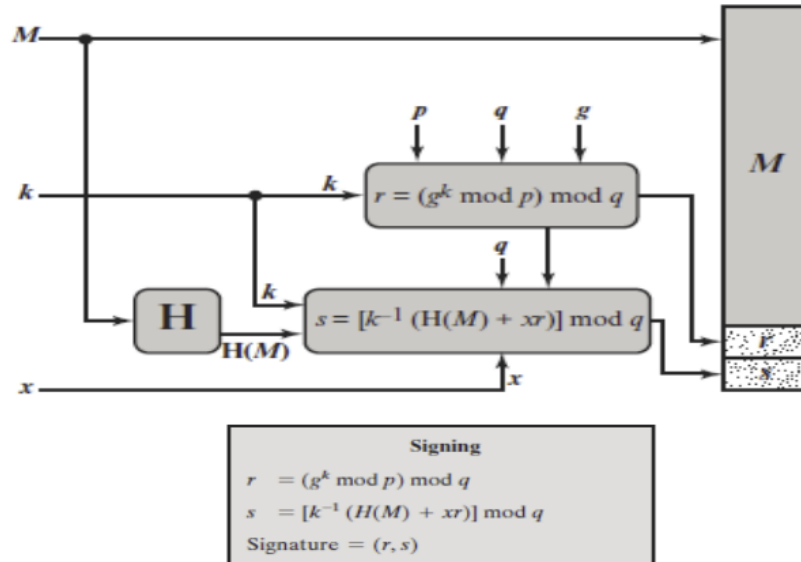 M
p q g
M
k
k
r = (g^k mod p) mod q
q
k
H
s = [k^-1 (H(M) + xr)] mod q
r
H(M)
s
x
x
Signing
r = (g^k mod p) mod q
s = [k^-1 (H(M) + xr)] mod q
Signature = (r, s)